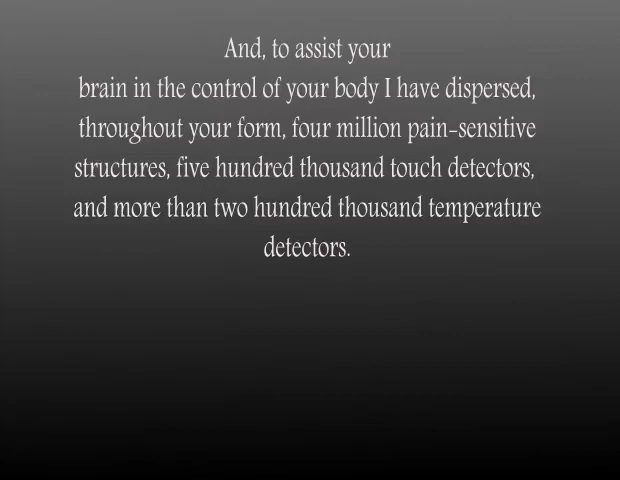 And, to assist your
brain in the control of your body I have dispersed,
throughout your form, four million pain-sensitive
structures, five hundred thousand touch detectors,
and more than two hundred thousand temperature
detectors.